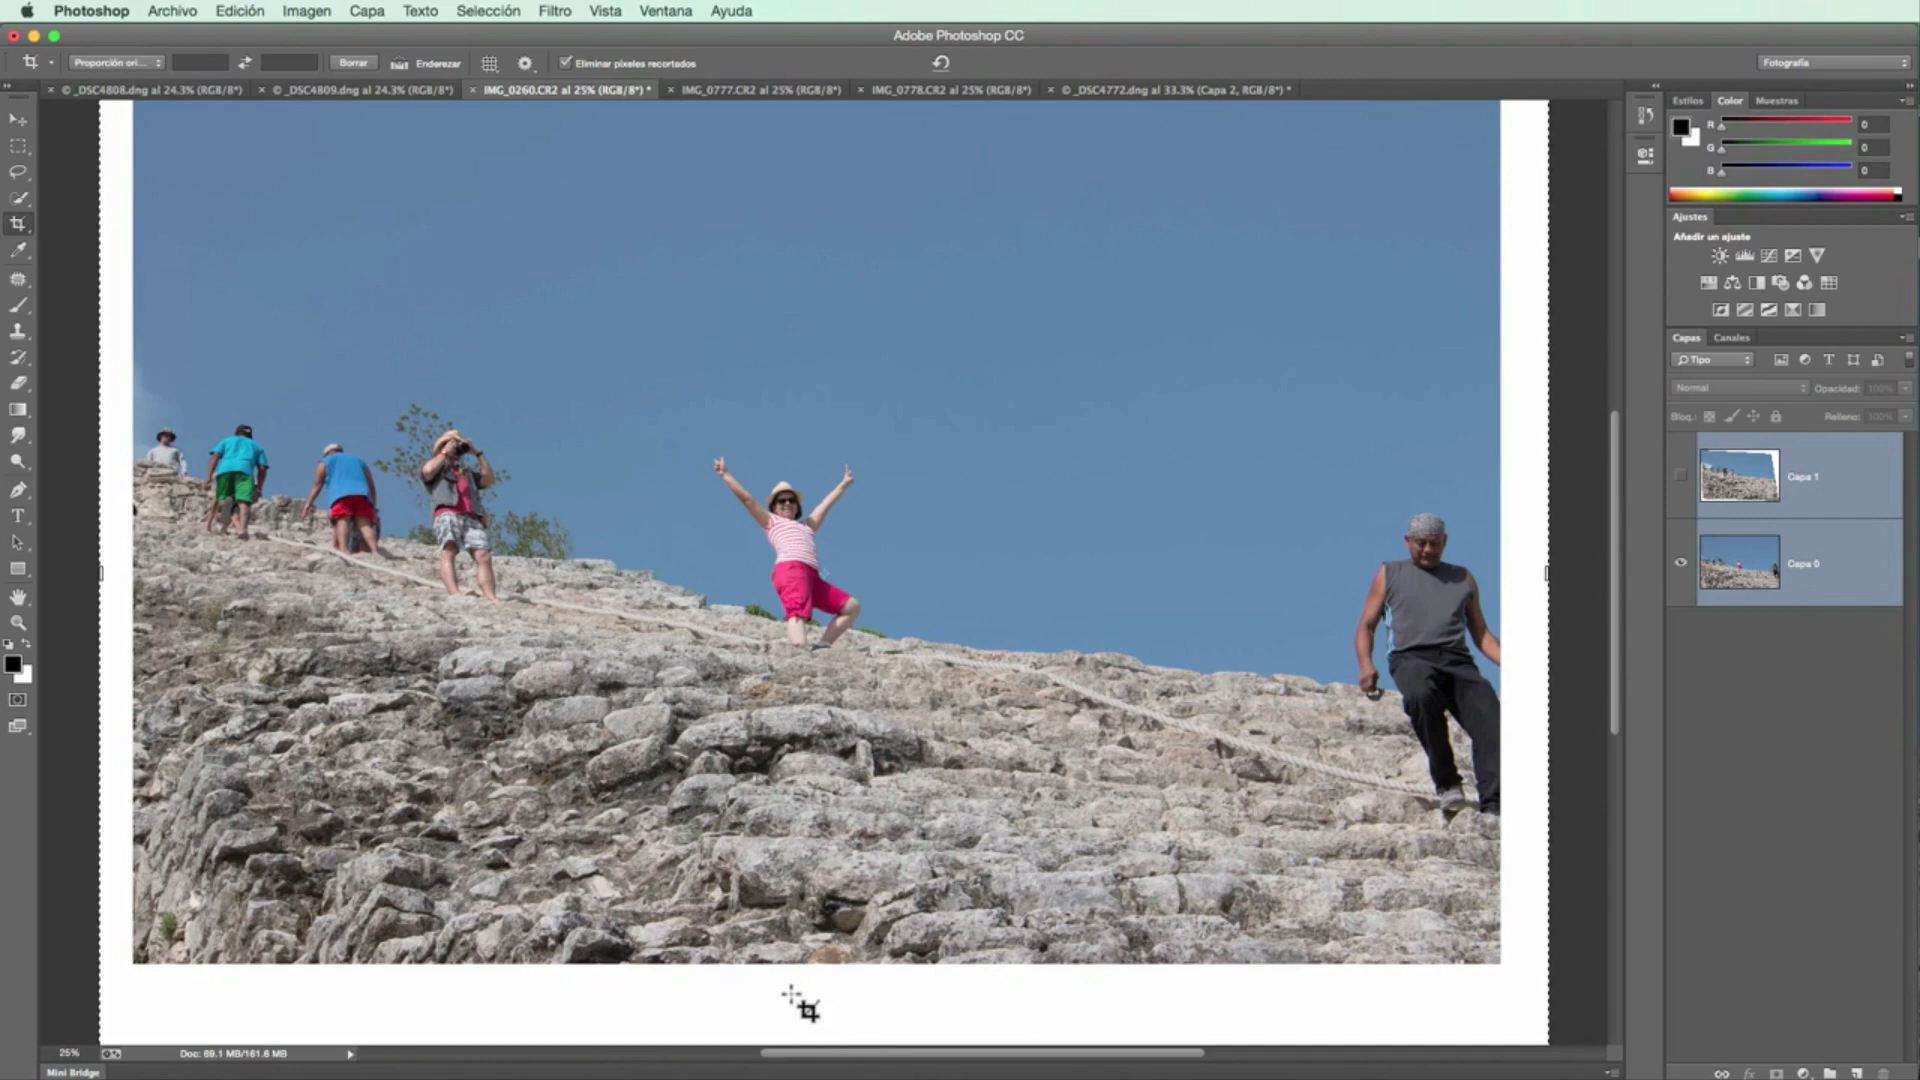 Photoshop Archivo Edición Imagen Capa Texto Selección Filtro Vista Ventana Ayuda
Adobe Photoshop CC
Proporción ori... Borrar Enderezar Eliminar píxeles recortados Fotografía
© _DSC4808.dng al 24.3% (RGB/8*) © _DSC4809.dng al 24.3% (RGB/8*) IMG_0260.CR2 al 25% (RGB/8*) * IMG_0777.CR2 al 25% (RGB/8*) IMG_0778.CR2 al 25% (RGB/8*) © _DSC4772.dng al 33.3% (Capa 2, RGB/8*) *
Estilos Color Muestras
R 0
G 0
B 0
Ajustes
Añadir un ajuste
Capas Canales
Tipo
Normal Opacidad: 100%
Bloq.: Relleno: 100%
Capa 1
Capa 0
25% Doc: 69.1 MB/161.6 MB
Mini Bridge